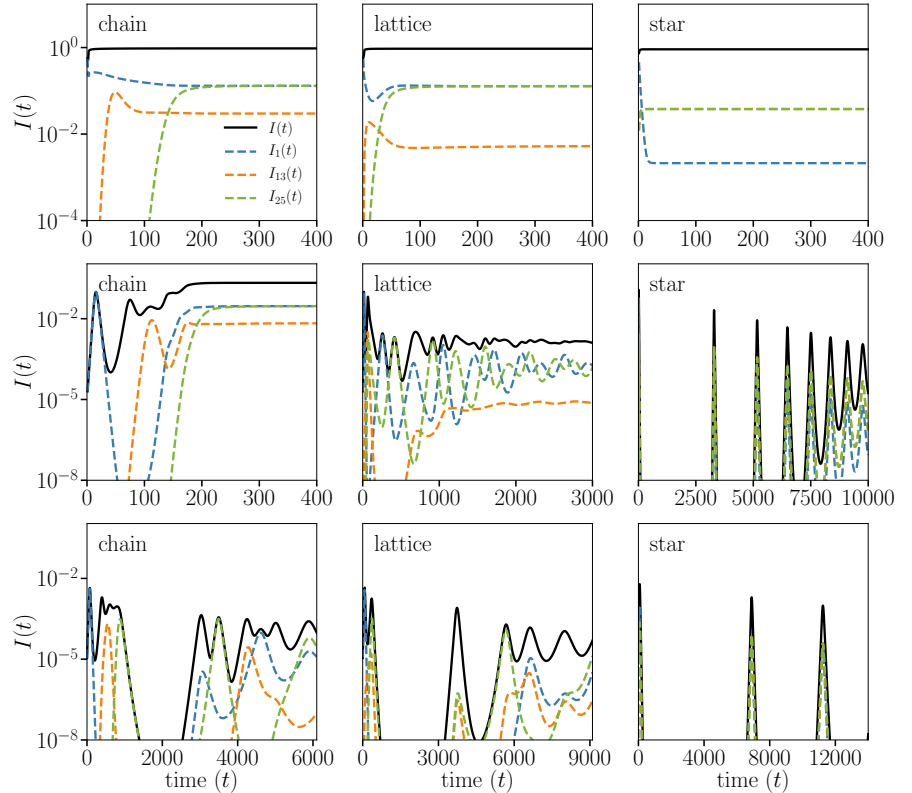 chain
lattice
star
I(t)
10^0
10^−2
10^−4
I(t)
I_1(t)
I_13(t)
I_25(t)
0 100 200 300 400
0 100 200 300 400
0 100 200 300 400
chain
lattice
star
I(t)
10^−2
10^−5
10^−8
0 100 200 300 400
0 1000 2000 3000
0 2500 5000 7500 10000
chain
lattice
star
I(t)
10^−2
10^−5
10^−8
0 2000 4000 6000
0 3000 6000 9000
0 4000 8000 12000
time (t)
time (t)
time (t)